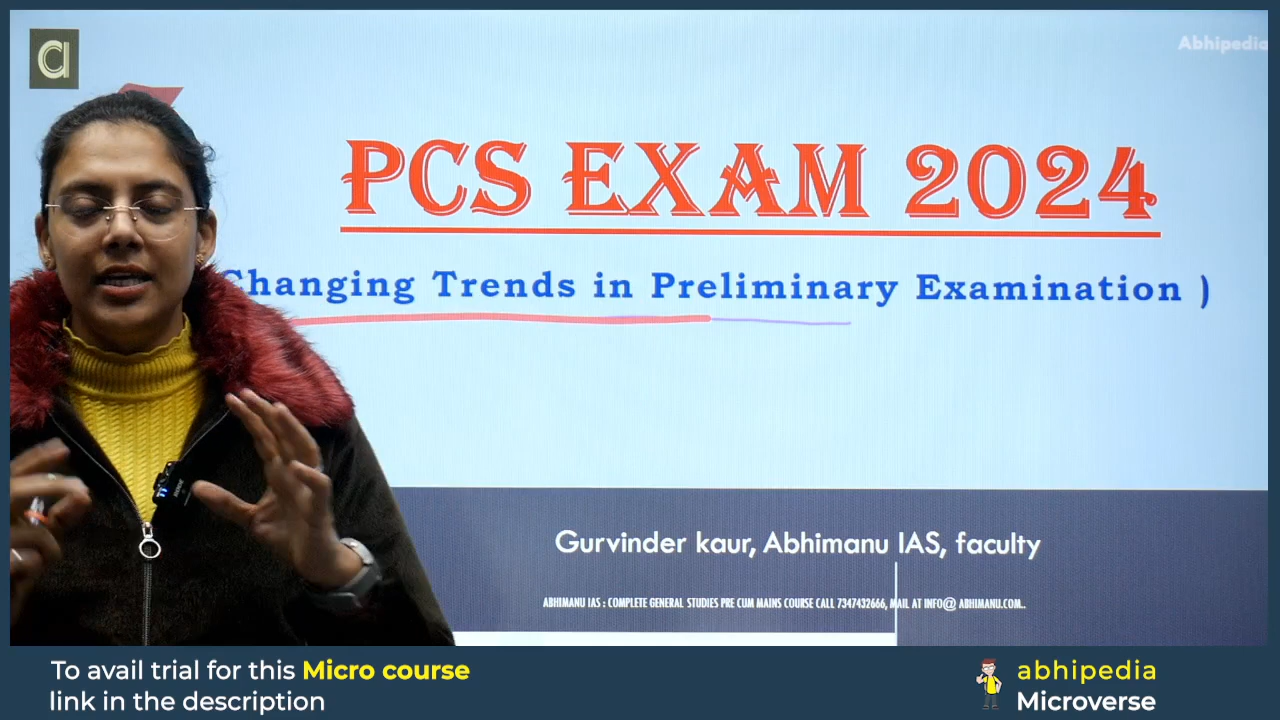 a
Abhipedia
PCS EXAM 2024
Changing Trends in Preliminary Examination )
Gurvinder kaur, Abhimanu IAS, faculty
ABHIMANU IAS : COMPLETE GENERAL STUDIES PRE CUM MAINS COURSE CALL 7347432666, MAIL AT INFO@ ABHIMANU.COM..
To avail trial for this Micro course
link in the description
abhipedia
Microverse